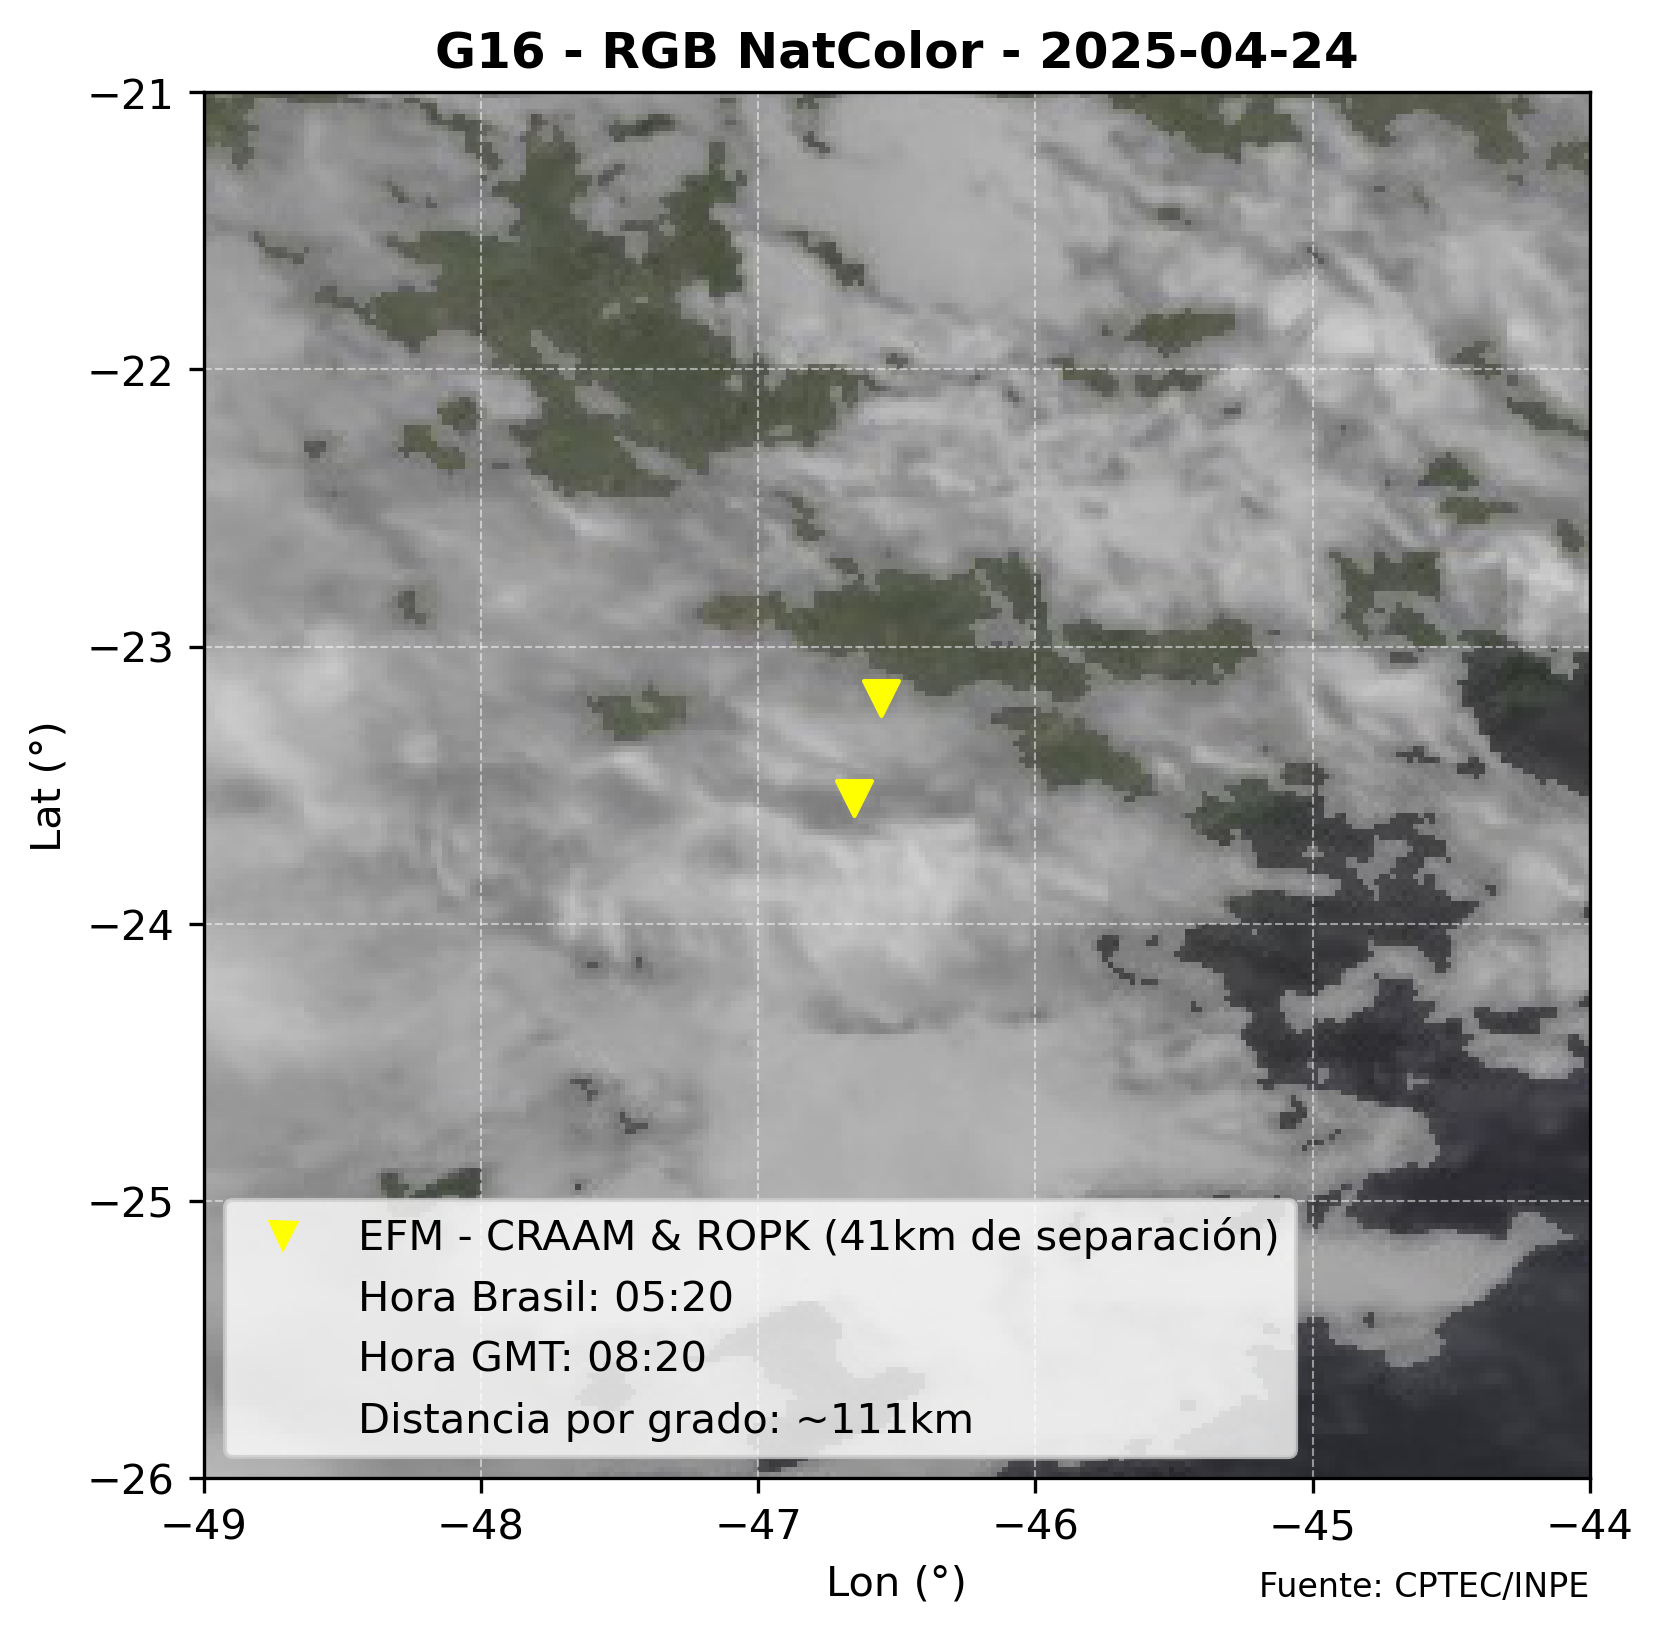 G16 - RGB NatColor - 2025-04-24
−21
−22
−23
−24
−25
−26
Lat (°)
EFM - CRAAM & ROPK (41km de separación)
Hora Brasil: 05:20
Hora GMT: 08:20
Distancia por grado: ~111km
−49 −48 −47 −46 −45 −44
Lon (°)
Fuente: CPTEC/INPE